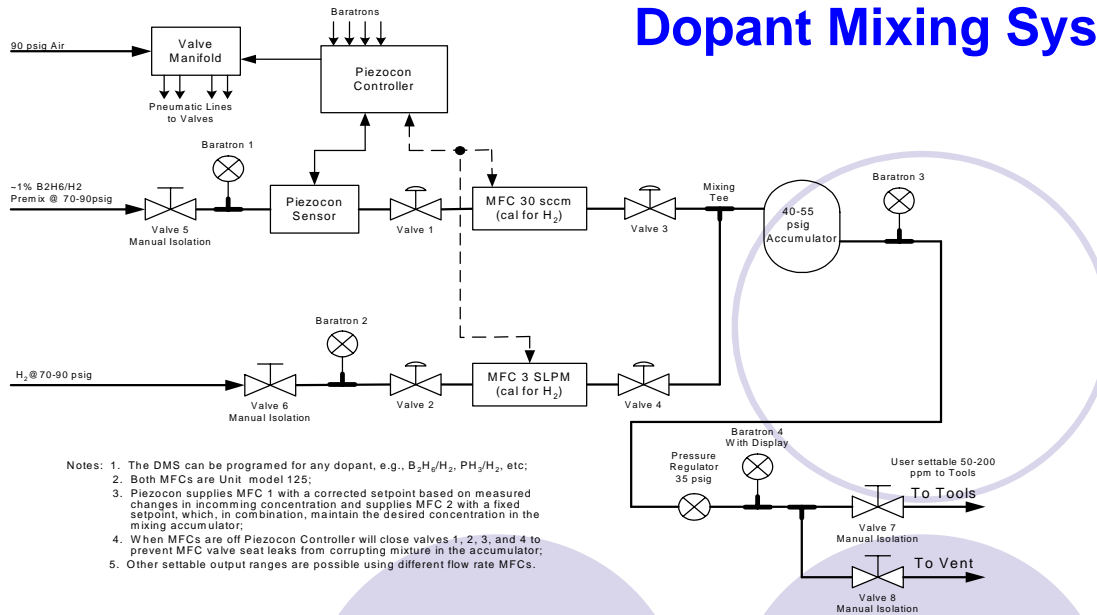 Dopant Mixing Sys
Baratrons
90 psig Air
Valve
Manifold
Piezocon
Controller
Pneumatic Lines
to Valves
Baratron 1
~1% B2H6/H2
Premix @ 70-90psig
Valve 5
Manual Isolation
Piezocon
Sensor
Valve 1
MFC 30 sccm
(cal for H2)
Valve 3
Mixing
Tee
40-55
psig
Accumulator
Baratron 3
Baratron 2
H2@70-90 psig
Valve 6
Manual Isolation
Valve 2
MFC 3 SLPM
(cal for H2)
Valve 4
Baratron 4
With Display
Pressure
Regulator
35 psig
User settable 50-200
ppm to Tools
To Tools
Valve 7
Manual Isolation
To Vent
Valve 8
Manual Isolation
Notes: 1. The DMS can be programed for any dopant, e.g., B2H6/H2, PH3/H2, etc;
2. Both MFCs are Unit model 125;
3. Piezocon supplies MFC 1 with a corrected setpoint based on measured
changes in incomming concentration and supplies MFC 2 with a fixed
setpoint, which, in combination, maintain the desired concentration in the
mixing accumulator;
4. When MFCs are off Piezocon Controller will close valves 1, 2, 3, and 4 to
prevent MFC valve seat leaks from corrupting mixture in the accumulator;
5. Other settable output ranges are possible using different flow rate MFCs.